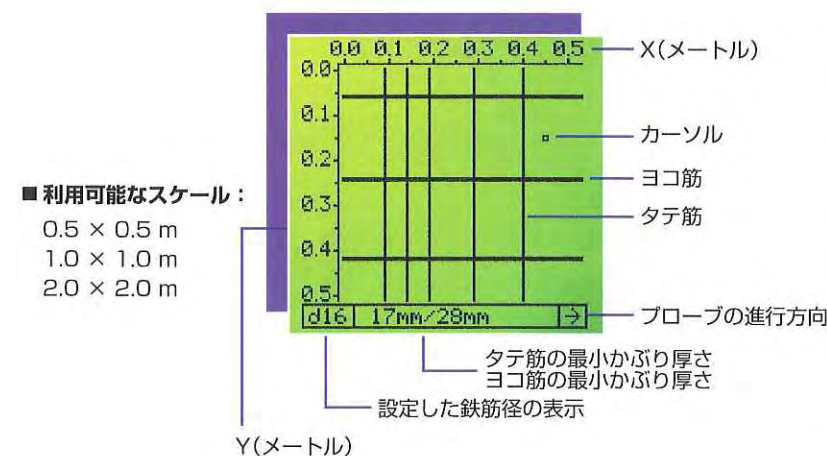 0.0 0.1 0.2 0.3 0.4 0.5
X(メートル)
0.0
0.1
カーソル
0.2
ヨコ筋
■ 利用可能なスケール：
0.3
タテ筋
0.5 × 0.5 m
0.4
1.0 × 1.0 m
2.0 × 2.0 m
0.5
d16 17mm/28mm →
プローブの進行方向
タテ筋の最小かぶり厚さ
ヨコ筋の最小かぶり厚さ
設定した鉄筋径の表示
Y(メートル)